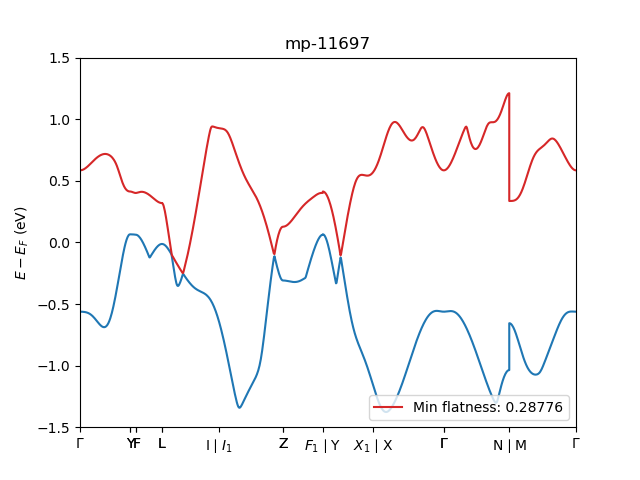 mp-11697
1.5
1.0
0.5
0.0
−0.5
−1.0
−1.5
E − E_F (eV)
Min flatness: 0.28776
Γ YF L I | I₁ Z F₁ | Y X₁ | X Γ N | M Γ